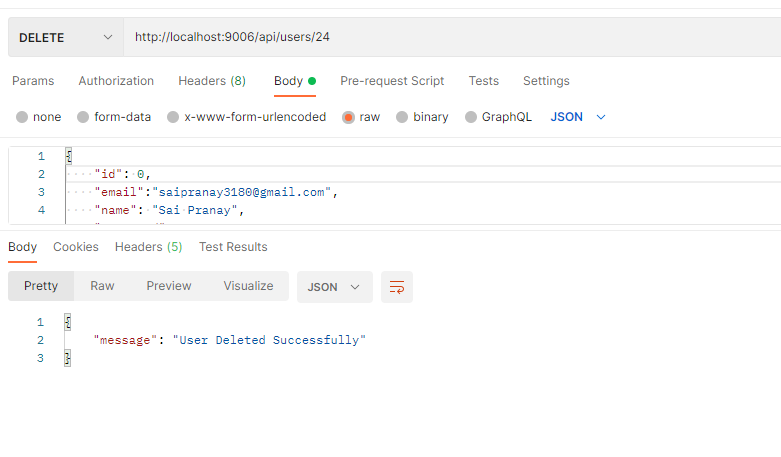 DELETE http://localhost:9006/api/users/24
Params Authorization Headers (8) Body Pre-request Script Tests Settings
none form-data x-www-form-urlencoded raw binary GraphQL JSON
1 {
2 "id": 0,
3 "email":"saipranay3180@gmail.com",
4 "name": "Sai Pranay",
Body Cookies Headers (5) Test Results
Pretty Raw Preview Visualize JSON
1 {
2 "message": "User Deleted Successfully"
3 }